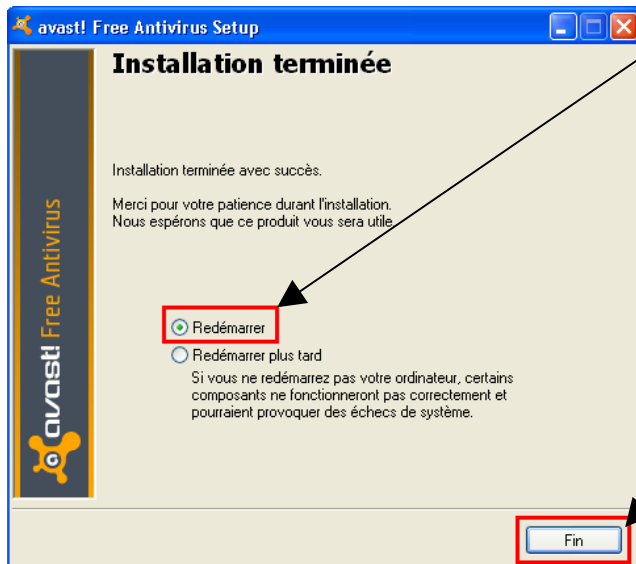 avast! Free Antivirus Setup
Installation terminée
Installation terminée avec succès.
Merci pour votre patience durant l'installation.
Nous espérons que ce produit vous sera utile.
Redémarrer
Redémarrer plus tard
Si vous ne redémarrez pas votre ordinateur, certains
composants ne fonctionneront pas correctement et
pourraient provoquer des échecs de système.
avast! Free Antivirus
Fin